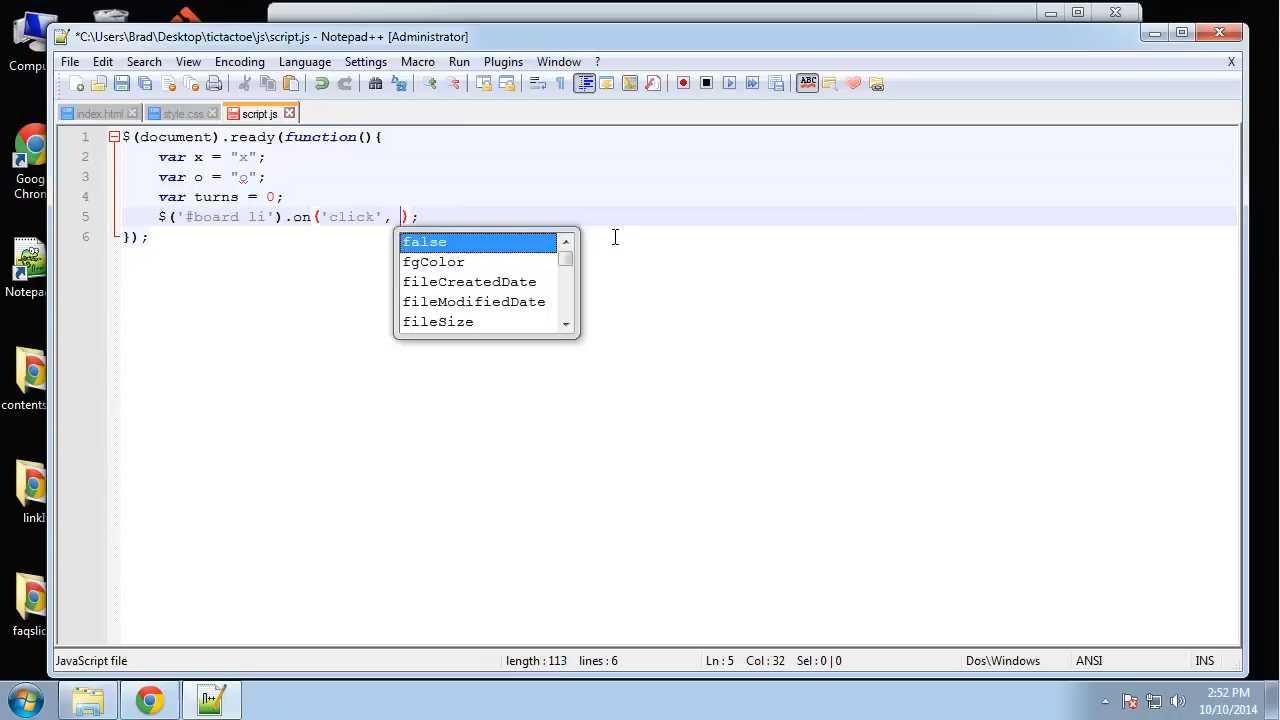 Compu
*C:\Users\Brad\Desktop\tictactoe\js\script.js - Notepad++ [Administrator]
File Edit Search View Encoding Language Settings Macro Run Plugins Window ? X
index.html style.css script.js
1 $(document).ready(function(){
2 var x = "x";
3 var o = "o";
4 var turns = 0;
5 $('#board li').on('click', );
6 });
false
fgColor
fileCreatedDate
fileModifiedDate
fileSize
Goog
Chron
Notepa
contents
linkI
faqslic
JavaScript file length : 113 lines : 6 Ln : 5 Col : 32 Sel : 0 | 0 Dos\Windows ANSI INS
2:52 PM
10/10/2014